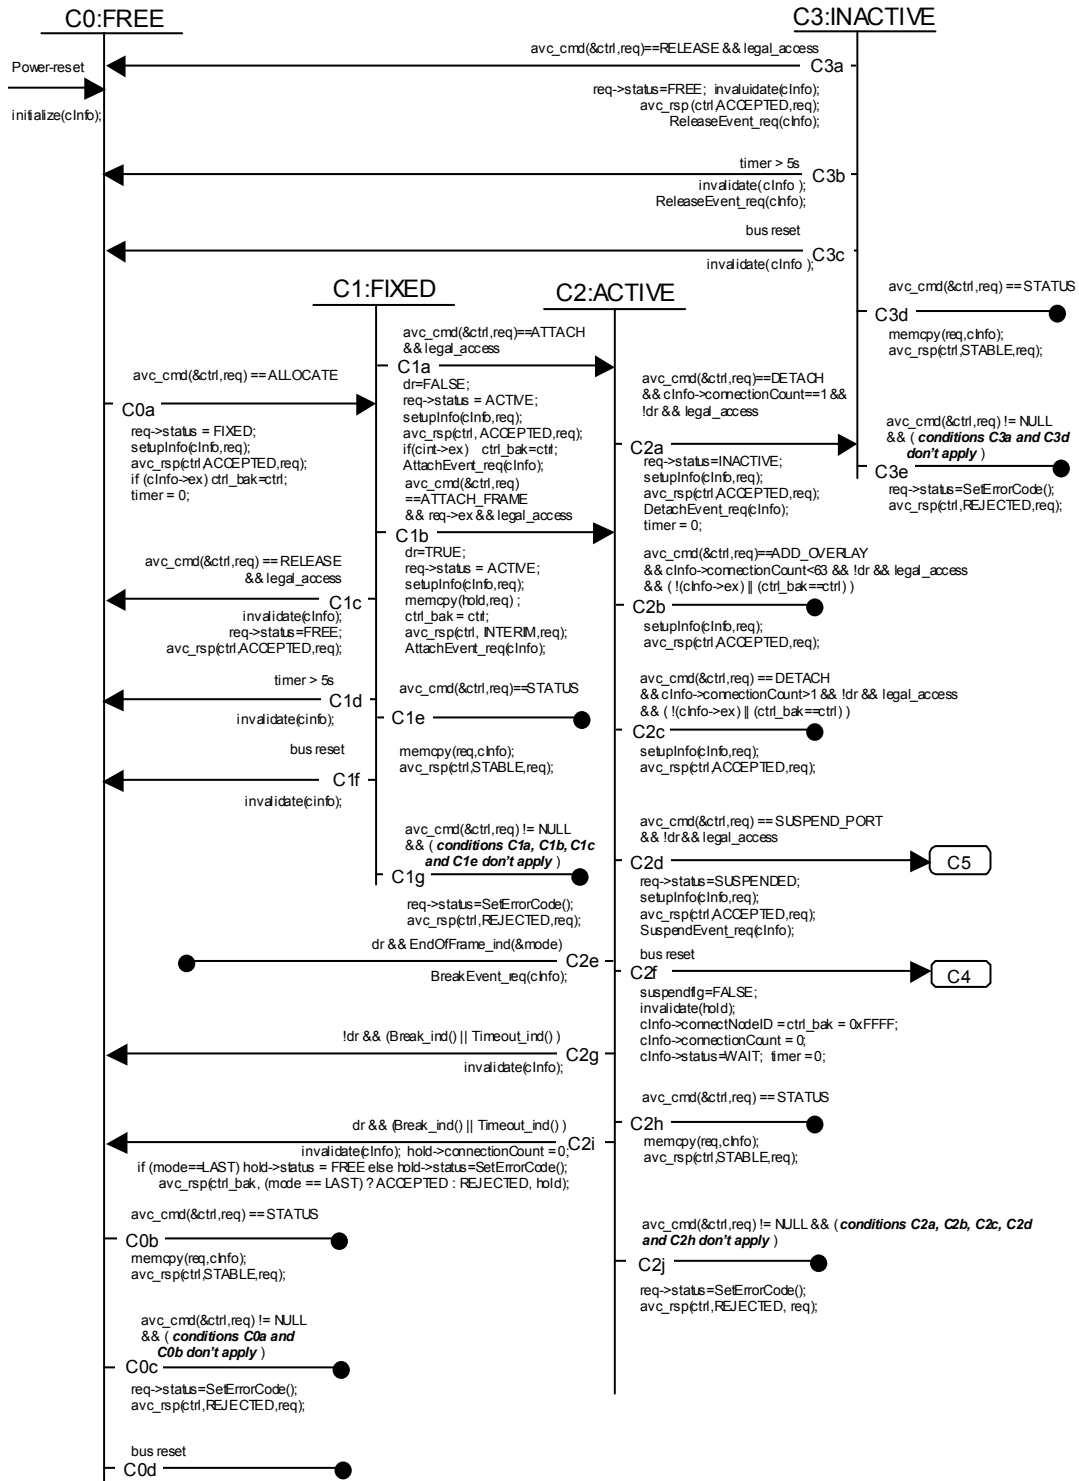 C0:FREE
C3:INACTIVE
avc_cmd(&ctrl,req)==RELEASE && legal_access
C3a
Power-reset
initialize(cInfo);
req->status=FREE; invaluidate(cInfo);
avc_rsp(ctrl,ACCEPTED,req);
ReleaseEvent_req(cInfo);
timer > 5s
C3b
invalidate(cInfo );
ReleaseEvent_req(cInfo);
bus reset
C3c
invalidate(cInfo );
C1:FIXED
C2:ACTIVE
avc_cmd(&ctrl,req) == STATUS
C3d
memcpy(req,cInfo);
avc_rsp(ctrl,STABLE,req);
avc_cmd(&ctrl,req)==ATTACH
&& legal_access
C1a
dr=FALSE;
req->status = ACTIVE;
setupInfo(cInfo,req);
avc_rsp(ctrl, ACCEPTED,req);
if(cint->ex) ctrl_bak=ctrl;
AttachEvent_req(cInfo);
avc_cmd(&ctrl,req) == ALLOCATE
C0a
req->status = FIXED;
setupInfo(cInfo,req);
avc_rsp(ctrl,ACCEPTED,req);
if (cInfo->ex) ctrl_bak=ctrl;
timer = 0;
avc_cmd(&ctrl,req)==DETACH
&& cInfo->connectionCount==1 &&
!dr && legal_access
C2a
req->status=INACTIVE;
setupInfo(cInfo,req);
avc_rsp(ctrl,ACCEPTED,req);
DetachEvent_req(cInfo);
timer = 0;
avc_cmd(&ctrl,req) != NULL
&& ( conditions C3a and C3d
don't apply )
C3e
req->status=SetErrorCode();
avc_rsp(ctrl,REJECTED,req);
avc_cmd(&ctrl,req)
==ATTACH_FRAME
&& req->ex && legal_access
C1b
dr=TRUE;
req->status = ACTIVE;
setupInfo(cInfo,req);
memcpy(hold,req) ;
ctrl_bak = ctrl;
avc_rsp(ctrl, INTERIM,req);
AttachEvent_req(cInfo);
avc_cmd(&ctrl,req) == RELEASE
&& legal_access
C1c
invalidate(cInfo);
req->status=FREE;
avc_rsp(ctrl,ACCEPTED,req);
avc_cmd(&ctrl,req)==ADD_OVERLAY
&& cInfo->connectionCount<63 && !dr && legal_access
&& ( !(cInfo->ex) || (ctrl_bak==ctrl) )
C2b
setupInfo(cInfo,req);
avc_rsp(ctrl,ACCEPTED,req);
timer > 5s
C1d
invalidate(cinfo);
avc_cmd(&ctrl,req)==STATUS
C1e
memcpy(req,cInfo);
avc_rsp(ctrl,STABLE,req);
avc_cmd(&ctrl,req) == DETACH
&& cInfo->connectionCount>1 && !dr && legal_access
&& ( !(cInfo->ex) || (ctrl_bak==ctrl) )
C2c
setupInfo(cInfo,req);
avc_rsp(ctrl,ACCEPTED,req);
bus reset
C1f
invalidate(cinfo);
avc_cmd(&ctrl,req) != NULL
&& ( conditions C1a, C1b, C1c
and C1e don't apply )
C1g
req->status=SetErrorCode();
avc_rsp(ctrl,REJECTED,req);
avc_cmd(&ctrl,req) == SUSPEND_PORT
&& !dr && legal_access
C2d
C5
req->status=SUSPENDED;
setupInfo(cInfo,req);
avc_rsp(ctrl,ACCEPTED,req);
SuspendEvent_req(cInfo);
dr && EndOfFrame_ind(&mode)
C2e
BreakEvent_req(cInfo);
bus reset
C2f
C4
suspendflg=FALSE;
invalidate(hold);
cInfo->connectNodeID = ctrl_bak = 0xFFFF;
cInfo->connectionCount = 0;
cInfo->status=WAIT; timer = 0;
!dr && (Break_ind() || Timeout_ind() )
C2g
invalidate(cInfo);
avc_cmd(&ctrl,req) == STATUS
C2h
memcpy(req,cInfo);
avc_rsp(ctrl,STABLE,req);
dr && (Break_ind() || Timeout_ind() )
C2i
invalidate(cInfo); hold->connectionCount = 0;
if (mode==LAST) hold->status = FREE else hold->status=SetErrorCode();
avc_rsp(ctrl_bak, (mode == LAST) ? ACCEPTED : REJECTED, hold);
avc_cmd(&ctrl,req) == STATUS
C0b
memcpy(req,cInfo);
avc_rsp(ctrl,STABLE,req);
avc_cmd(&ctrl,req) != NULL && ( conditions C2a, C2b, C2c, C2d
and C2h don't apply )
C2j
req->status=SetErrorCode();
avc_rsp(ctrl,REJECTED, req);
avc_cmd(&ctrl,req) != NULL
&& ( conditions C0a and
C0b don't apply )
C0c
req->status=SetErrorCode();
avc_rsp(ctrl,REJECTED,req);
bus reset
C0d